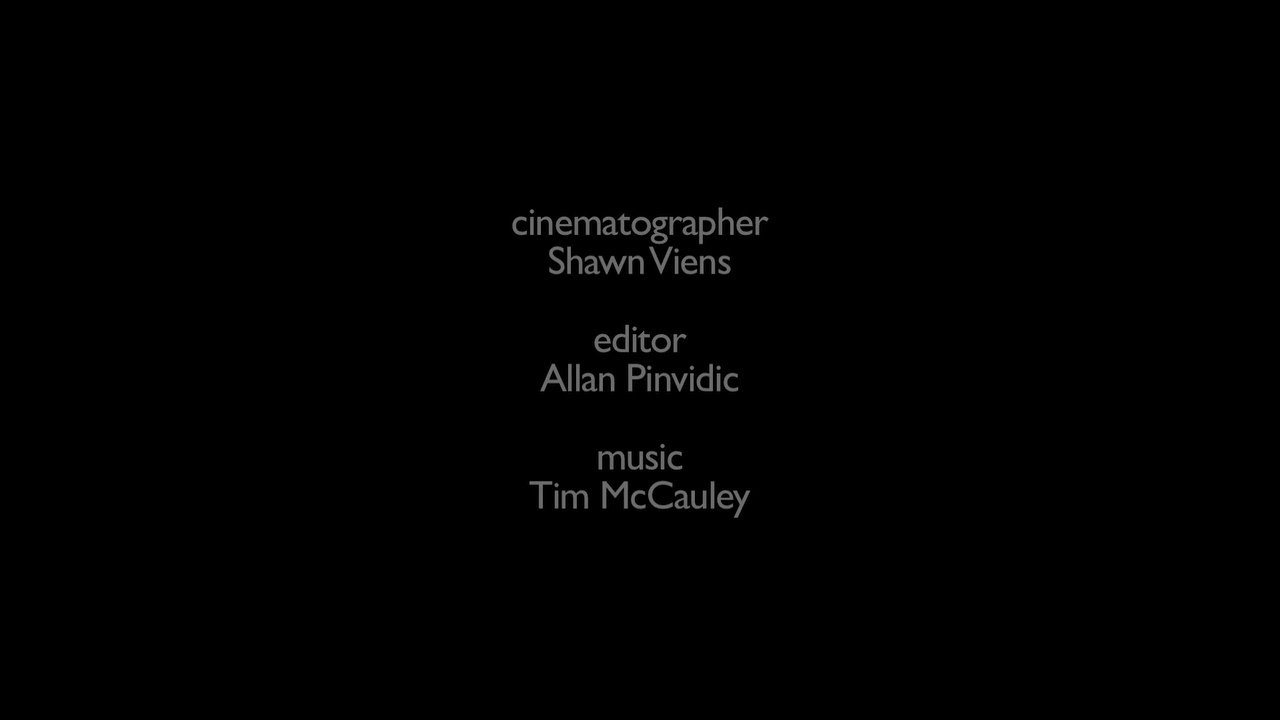 cinematographer
Shawn Viens
editor
Allan Pinvidic
music
Tim McCauley